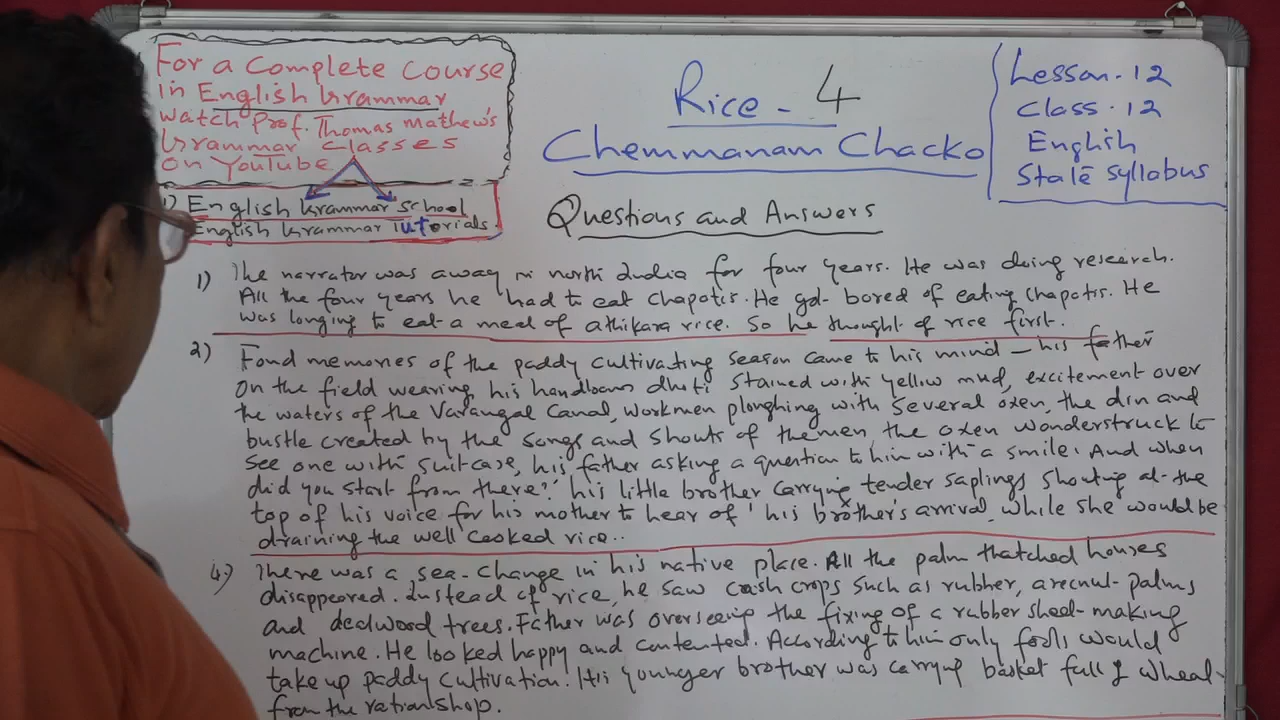 For a Complete Course
in English Grammar
Watch Prof. Thomas Mathew's
Grammar Classes
On YouTube
1) English Grammar School
English Grammar Tutorials.
Rice - 4
Chemmanam Chacko
Lesson. 12
Class. 12
English
State Syllabus
Questions and Answers
1) The narrator was away in north India for four years. He was doing research.
All the four years he had to eat chapatis. He got bored of eating chapatis. He
was longing to eat a meal of athikara rice. So he thought of rice first.
2) Fond memories of the paddy cultivating season came to his mind – his father
on the field wearing his handloom dhoti stained with yellow mud, excitement over
the waters of the Varangal Canal, workmen ploughing with several oxen, the din and
bustle created by the songs and shouts of the men, the oxen wonderstruck to
see one with suitcase, his father asking a question to him with a smile. 'And when
did you start from there?' his little brother carrying tender saplings shouting at the
top of his voice for his mother to hear of his brother's arrival, while she would be
draining the well cooked rice..
4) There was a sea-change in his native place. All the palm thatched houses
disappeared. Instead of rice, he saw cash crops such as rubber, arecnut-palms
and dedwood trees. Father was overseeing the fixing of a rubber sheet-making
machine. He looked happy and contented. According to him only fools would
take up paddy cultivation. His younger brother was carrying basket full of wheat
from the ration shop.